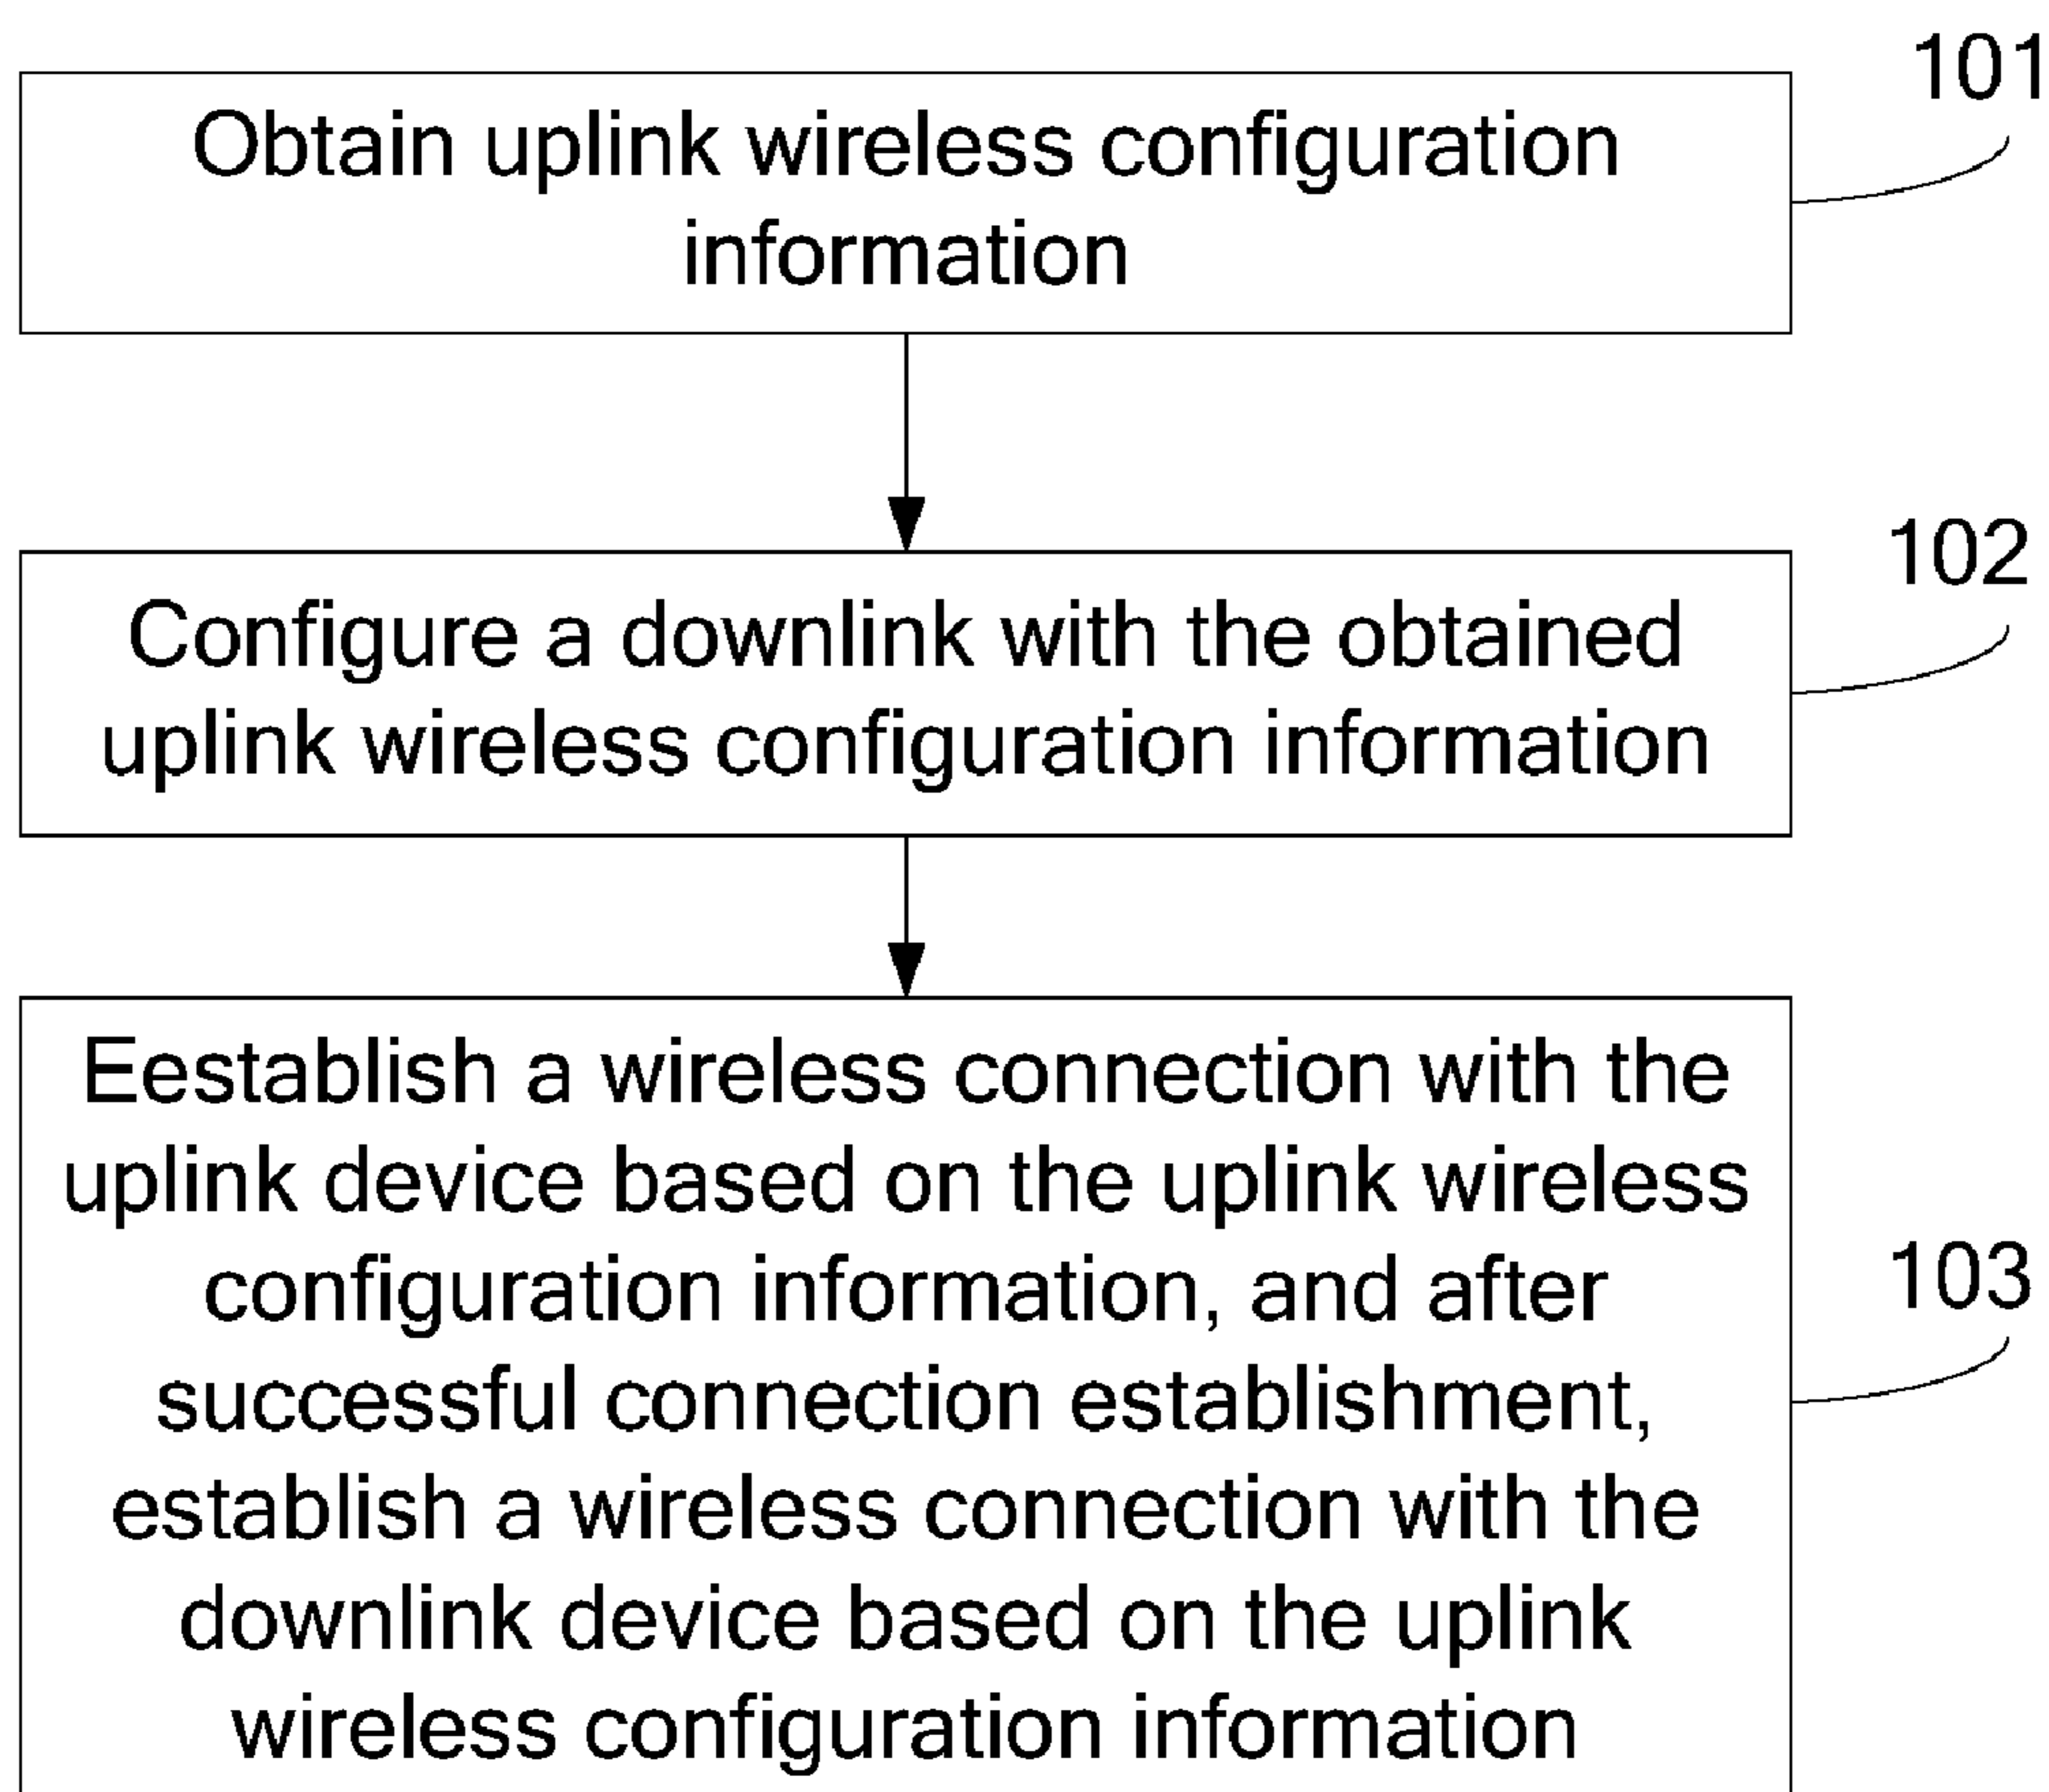 101
Obtain uplink wireless configuration
information
102
Configure a downlink with the obtained
uplink wireless configuration information
Eestablish a wireless connection with the
uplink device based on the uplink wireless
configuration information, and after
successful connection establishment,
establish a wireless connection with the
downlink device based on the uplink
wireless configuration information
103